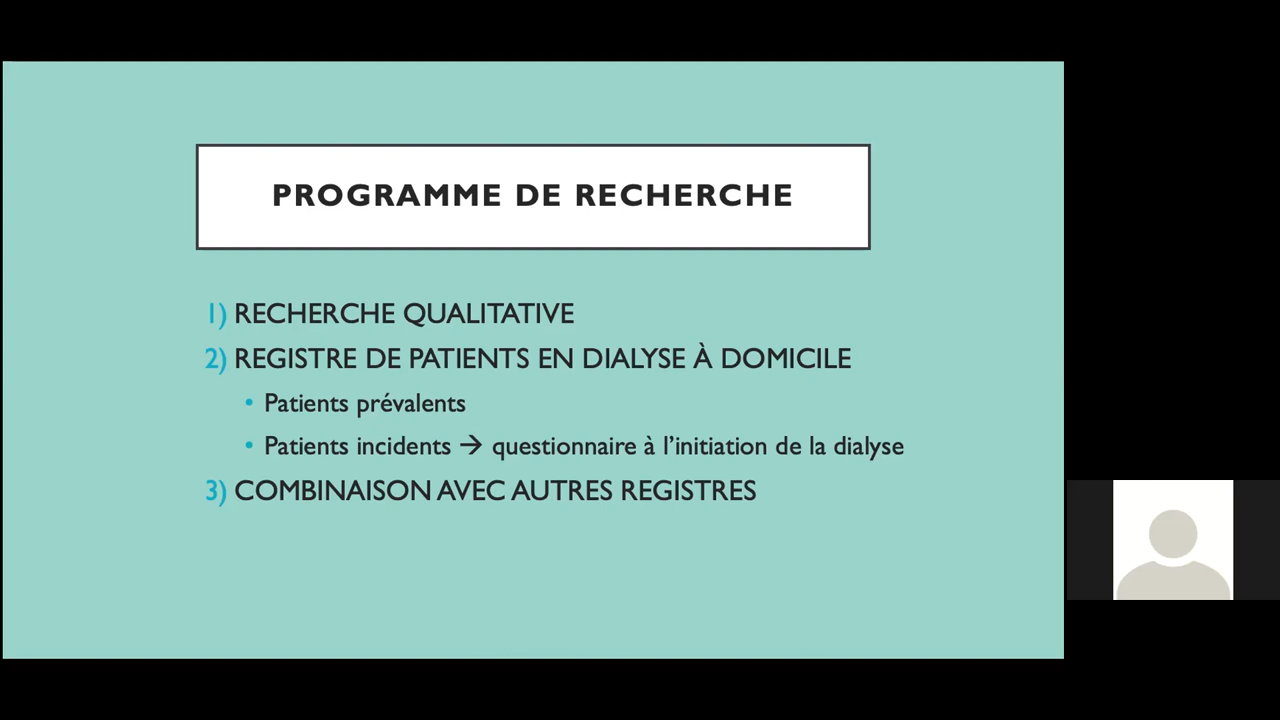 PROGRAMME DE RECHERCHE
1) RECHERCHE QUALITATIVE
2) REGISTRE DE PATIENTS EN DIALYSE À DOMICILE
• Patients prévalents
• Patients incidents → questionnaire à l’initiation de la dialyse
3) COMBINAISON AVEC AUTRES REGISTRES